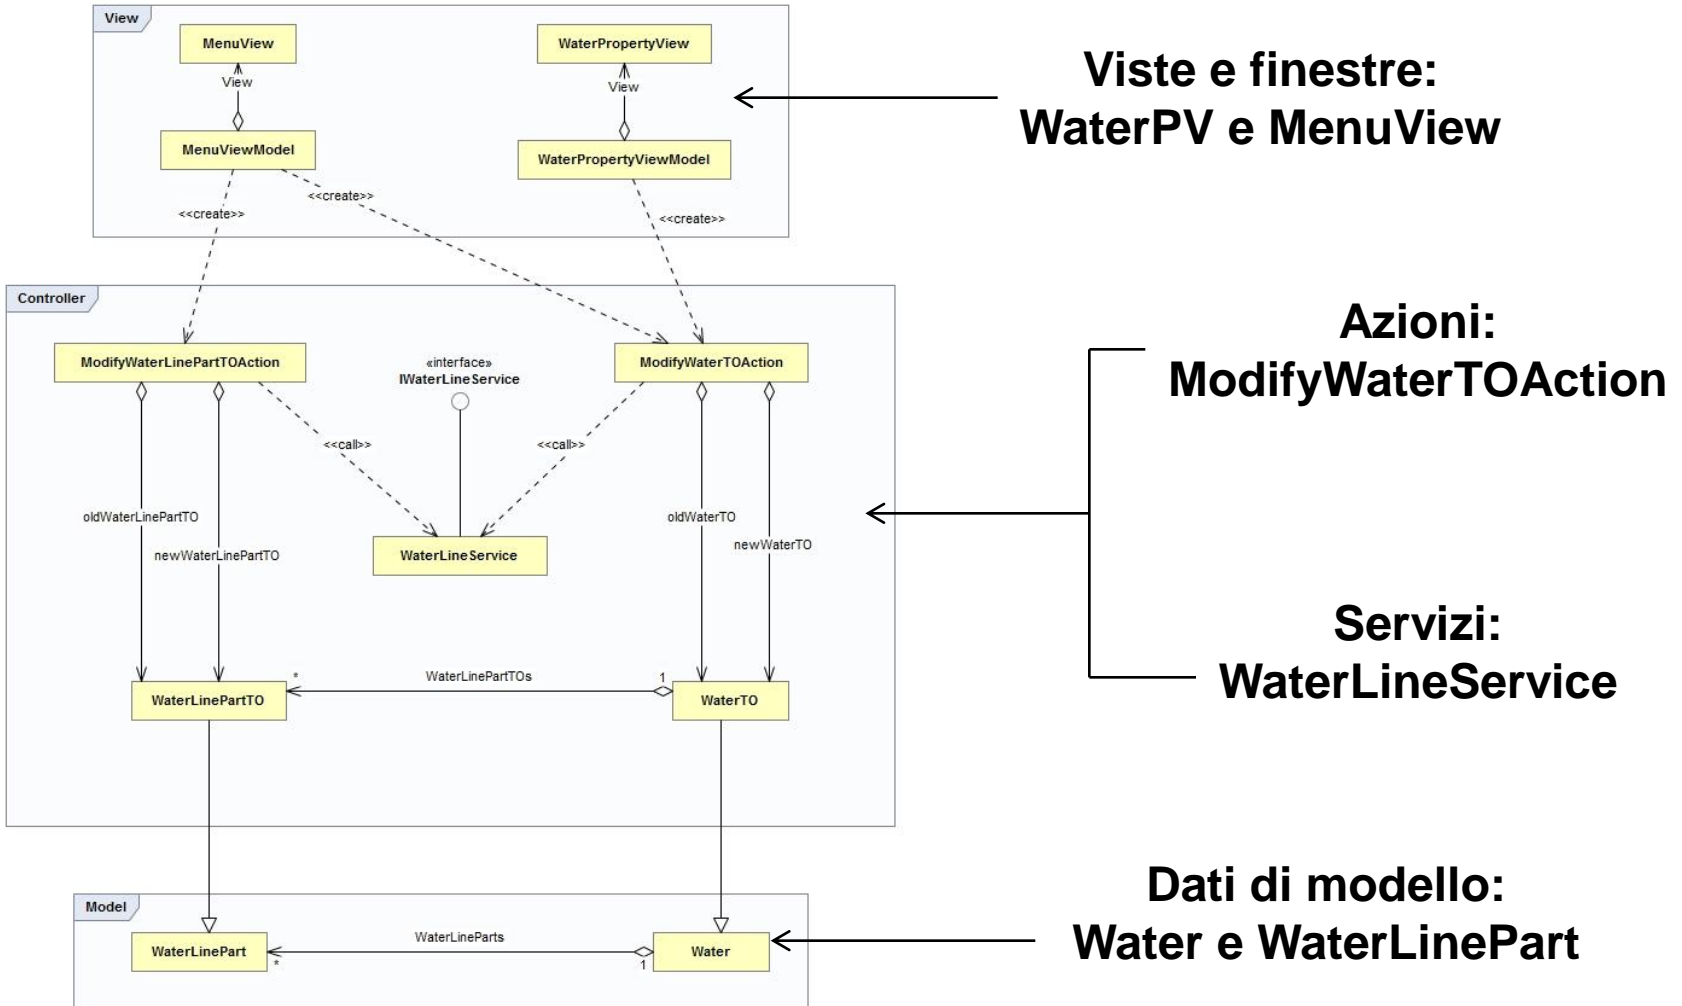 View
MenuView
WaterPropertyView
View
View
MenuViewModel
WaterPropertyViewModel
<<create>>
<<create>>
<<create>>
Viste e finestre:
WaterPV e MenuView
Controller
ModifyWaterLinePartTOAction
«interface»
IWaterLineService
ModifyWaterTOAction
<<call>>
<<call>>
oldWaterLinePartTO
newWaterLinePartTO
WaterLineService
oldWaterTO
newWaterTO
WaterLinePartTO
*
WaterLinePartTOs
1
WaterTO
Azioni:
ModifyWaterTOAction
Servizi:
WaterLineService
Model
WaterLinePart
*
WaterLineParts
1
Water
Dati di modello:
Water e WaterLinePart